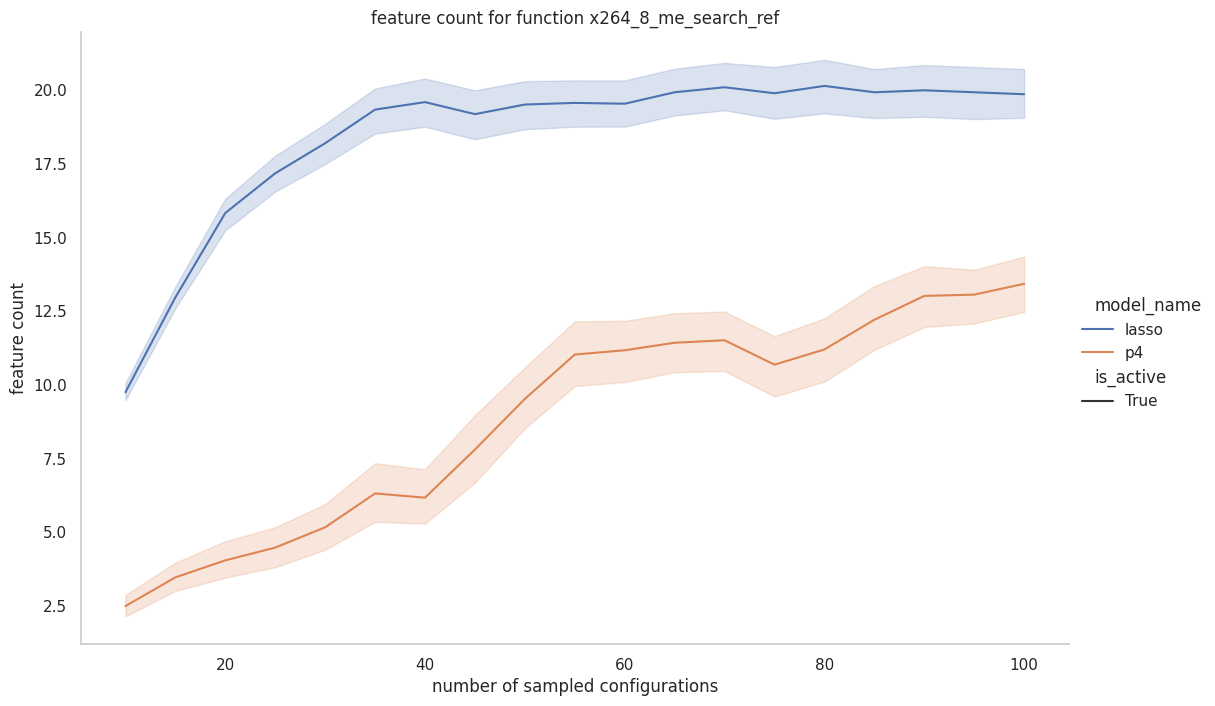 feature count for function x264_8_me_search_ref
feature count
20.0
17.5
15.0
12.5
10.0
7.5
5.0
2.5
20
40
60
80
100
number of sampled configurations
model_name
lasso
p4
is_active
True